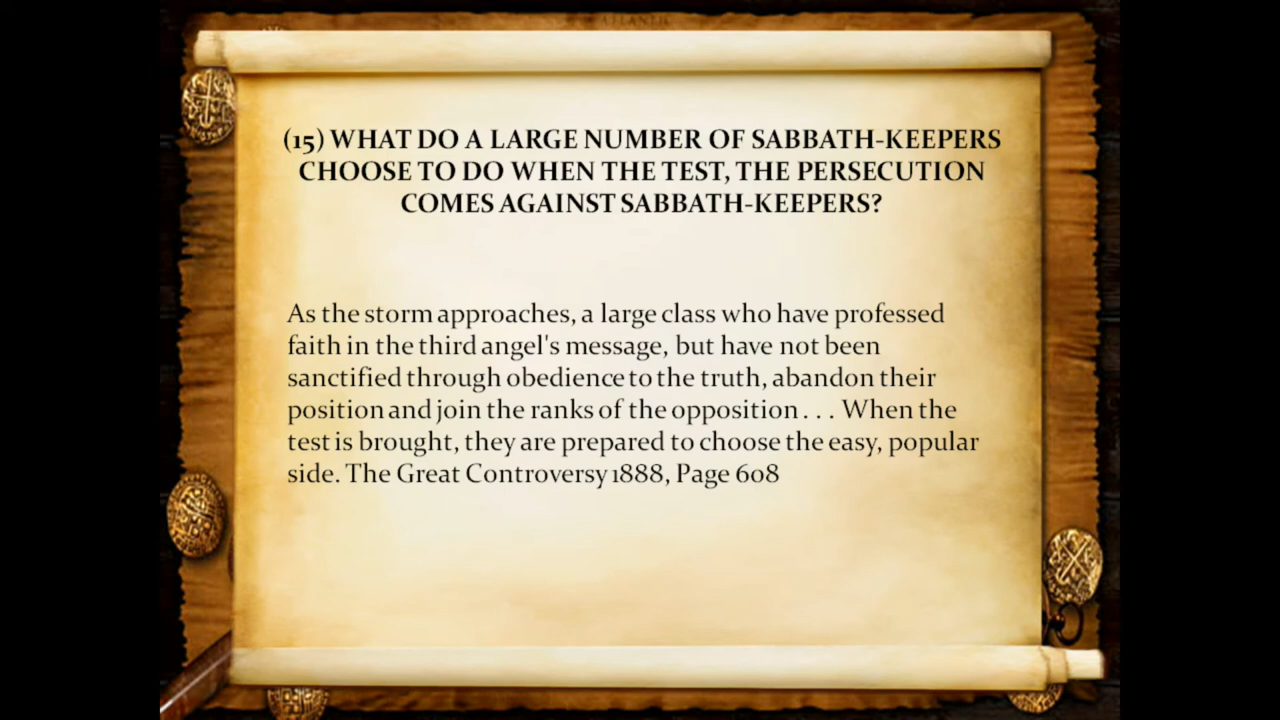 (15) WHAT DO A LARGE NUMBER OF SABBATH-KEEPERS
CHOOSE TO DO WHEN THE TEST, THE PERSECUTION
COMES AGAINST SABBATH-KEEPERS?
As the storm approaches, a large class who have professed
faith in the third angel's message, but have not been
sanctified through obedience to the truth, abandon their
position and join the ranks of the opposition . . . When the
test is brought, they are prepared to choose the easy, popular
side. The Great Controversy 1888, Page 608